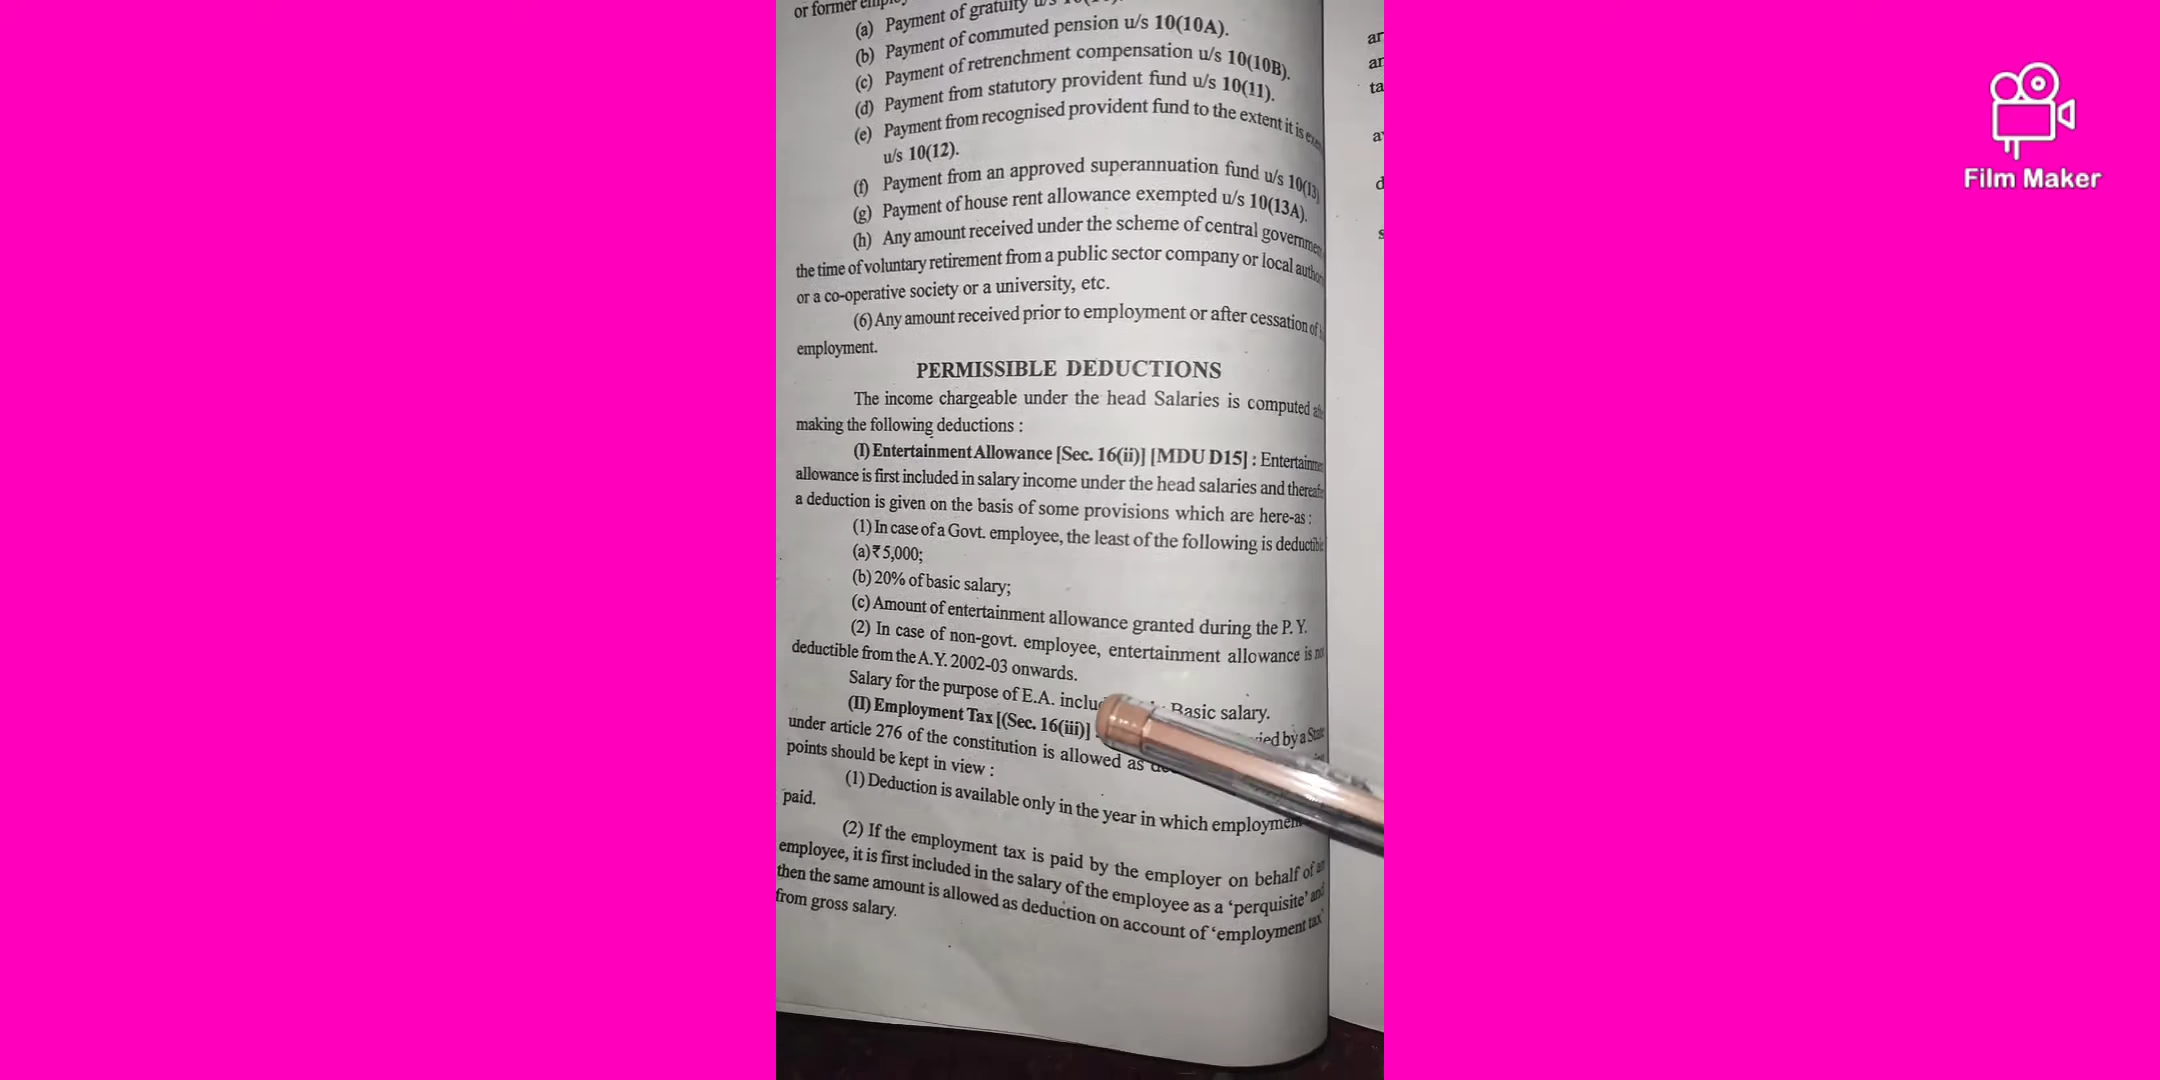 or former
(a) Payment of gratuity u/s
(b) Payment of commuted pension u/s 10(10A).
(c) Payment of retrenchment compensation u/s 10(10B).
(d) Payment from statutory provident fund u/s 10(11).
(e) Payment from recognised provident fund to the extent it is
u/s 10(12).
(f) Payment from an approved superannuation fund u/s 10(13)
(g) Payment of house rent allowance exempted u/s 10(13A).
(h) Any amount received under the scheme of central
the time of voluntary retirement from a public sector company or local
or a co-operative society or a university, etc.
(6) Any amount received prior to employment or after cessation of
employment.
PERMISSIBLE DEDUCTIONS
The income chargeable under the head Salaries is computed
making the following deductions :
(I) Entertainment Allowance [Sec. 16(ii)] [MDU D15] :
allowance is first included in salary income under the head salaries and
a deduction is given on the basis of some provisions which are here-as :
(1) In case of a Govt. employee, the least of the following is
(a) ₹ 5,000;
(b) 20% of basic salary;
(c) Amount of entertainment allowance granted during the P. Y.
(2) In case of non-govt. employee, entertainment allowance is
deductible from the A.Y. 2002-03 onwards.
Salary for the purpose of E.A. Basic salary.
(II) Employment Tax [(Sec. 16(iii)] by a State
under article 276 of the constitution is allowed as
points should be kept in view :
(1) Deduction is available only in the year in which
paid.
(2) If the employment tax is paid by the employer on behalf of
employee, it is first included in the salary of the employee as a ‘perquisite’ and
then the same amount is allowed as deduction on account of ‘employment tax’
from gross salary.
ar
ar
ta
a
d
s
Film Maker